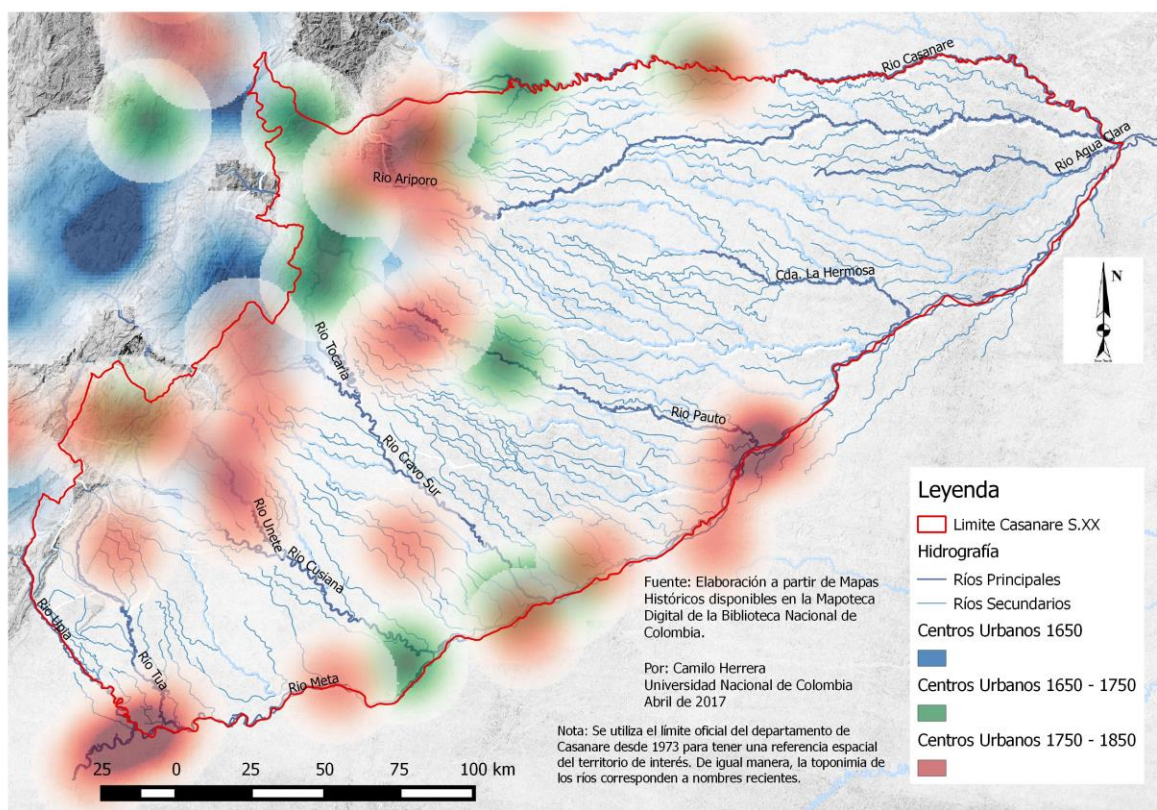 Rio Casanare
Rio Agua Clara
Rio Ariporo
Cda. La Hermosa
Rio Tocaria
Rio Pauto
Rio Cravo Sur
Rio Unete
Rio Cusiana
Rio Upia
Rio Tua
Rio Meta
N
25 0 25 50 75 100 km
Fuente: Elaboración a partir de Mapas
Históricos disponibles en la Mapoteca
Digital de la Biblioteca Nacional de
Colombia.
Por: Camilo Herrera
Universidad Nacional de Colombia
Abril de 2017
Nota: Se utiliza el límite oficial del departamento de
Casanare desde 1973 para tener una referencia espacial
del territorio de interés. De igual manera, la toponimia de
los ríos corresponden a nombres recientes.
Leyenda
Limite Casanare S.XX
Hidrografía
Ríos Principales
Ríos Secundarios
Centros Urbanos 1650
Centros Urbanos 1650 - 1750
Centros Urbanos 1750 - 1850